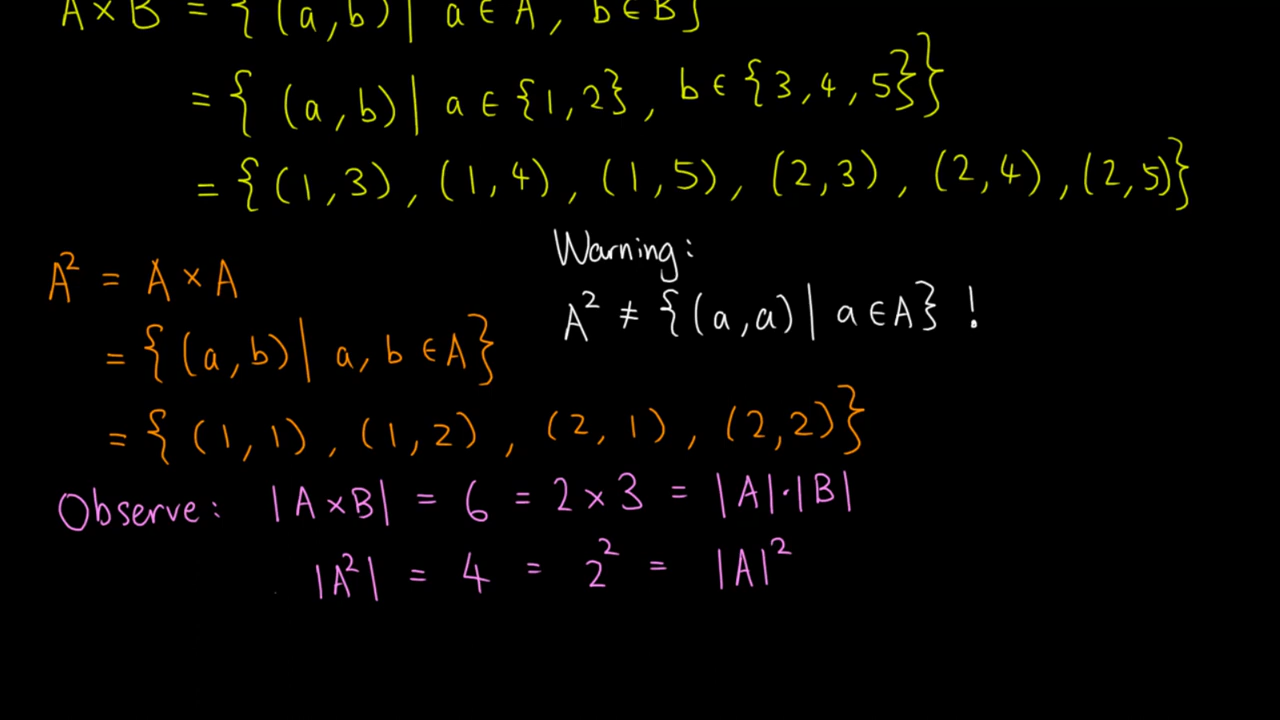 A × B = {(a, b) | a ∈ A, b ∈ B}
= {(a, b) | a ∈ {1, 2}, b ∈ {3, 4, 5}}
= {(1, 3), (1, 4), (1, 5), (2, 3), (2, 4), (2, 5)}
A² = A × A
= {(a, b) | a, b ∈ A}
= {(1, 1), (1, 2), (2, 1), (2, 2)}
Warning:
A² ≠ {(a, a) | a ∈ A} !
Observe: |A × B| = 6 = 2 × 3 = |A|·|B|
|A²| = 4 = 2² = |A|²